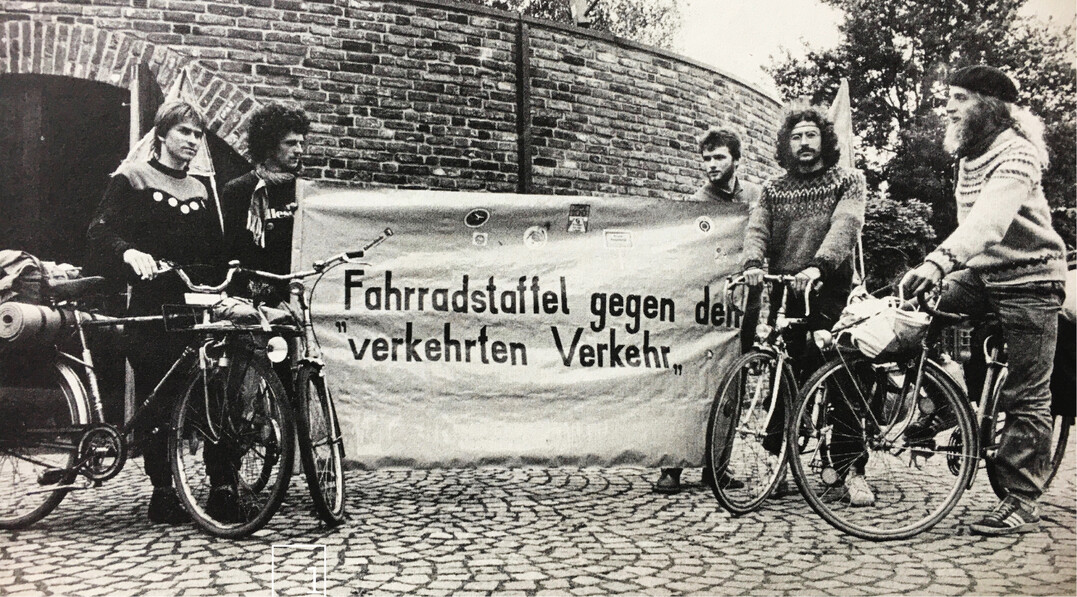 Fahrradstaffel gegen den
"verkehrten Verkehr„